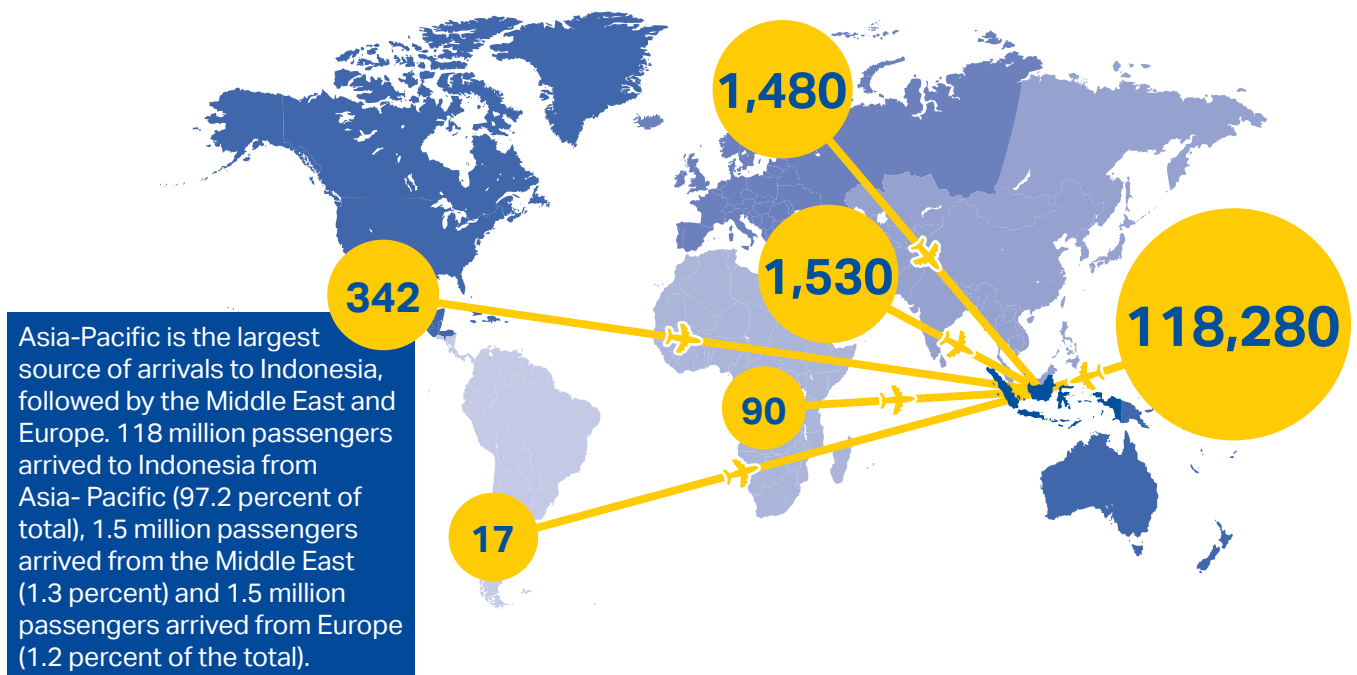 1,480
1,530
342
118,280
90
17
Asia-Pacific is the largest
source of arrivals to Indonesia,
followed by the Middle East and
Europe. 118 million passengers
arrived to Indonesia from
Asia- Pacific (97.2 percent of
total), 1.5 million passengers
arrived from the Middle East
(1.3 percent) and 1.5 million
passengers arrived from Europe
(1.2 percent of the total).